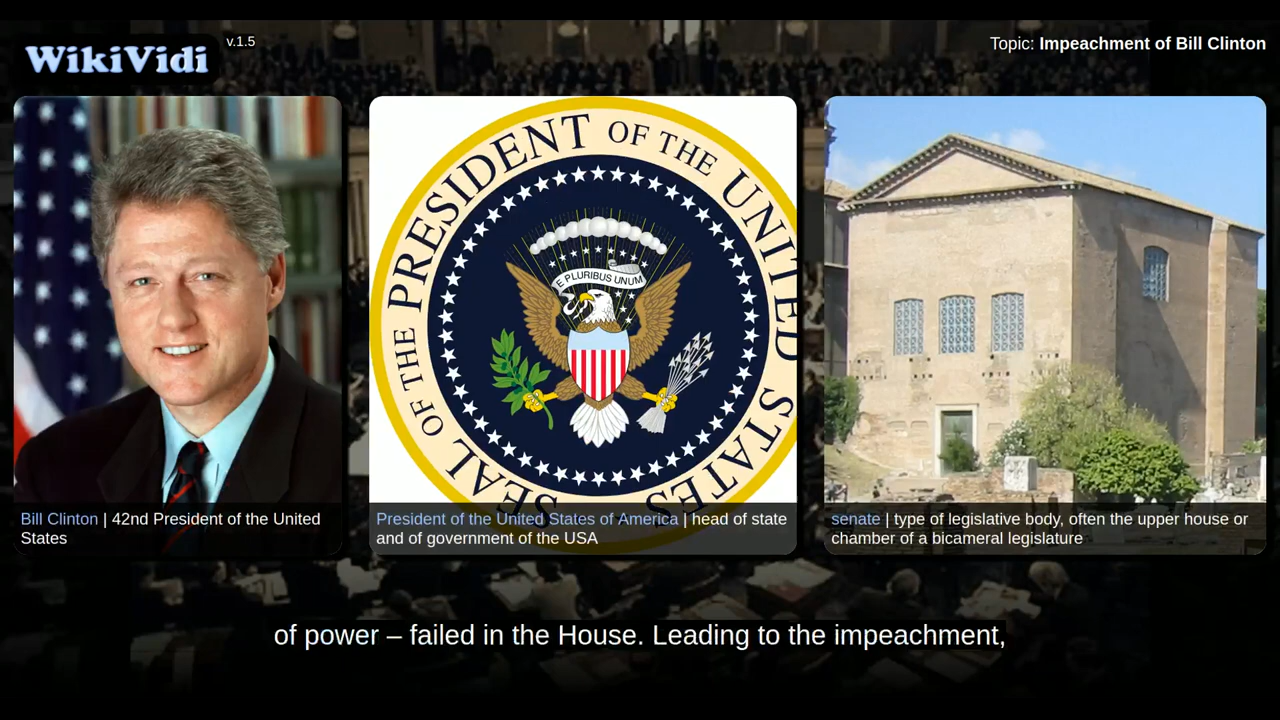 WikiVidi
v.1.5
Topic: Impeachment of Bill Clinton
Bill Clinton | 42nd President of the United
States
SEAL OF THE PRESIDENT OF THE UNITED STATES
E PLURIBUS UNUM
President of the United States of America | head of state
and of government of the USA
senate | type of legislative body, often the upper house or
chamber of a bicameral legislature
of power – failed in the House. Leading to the impeachment,